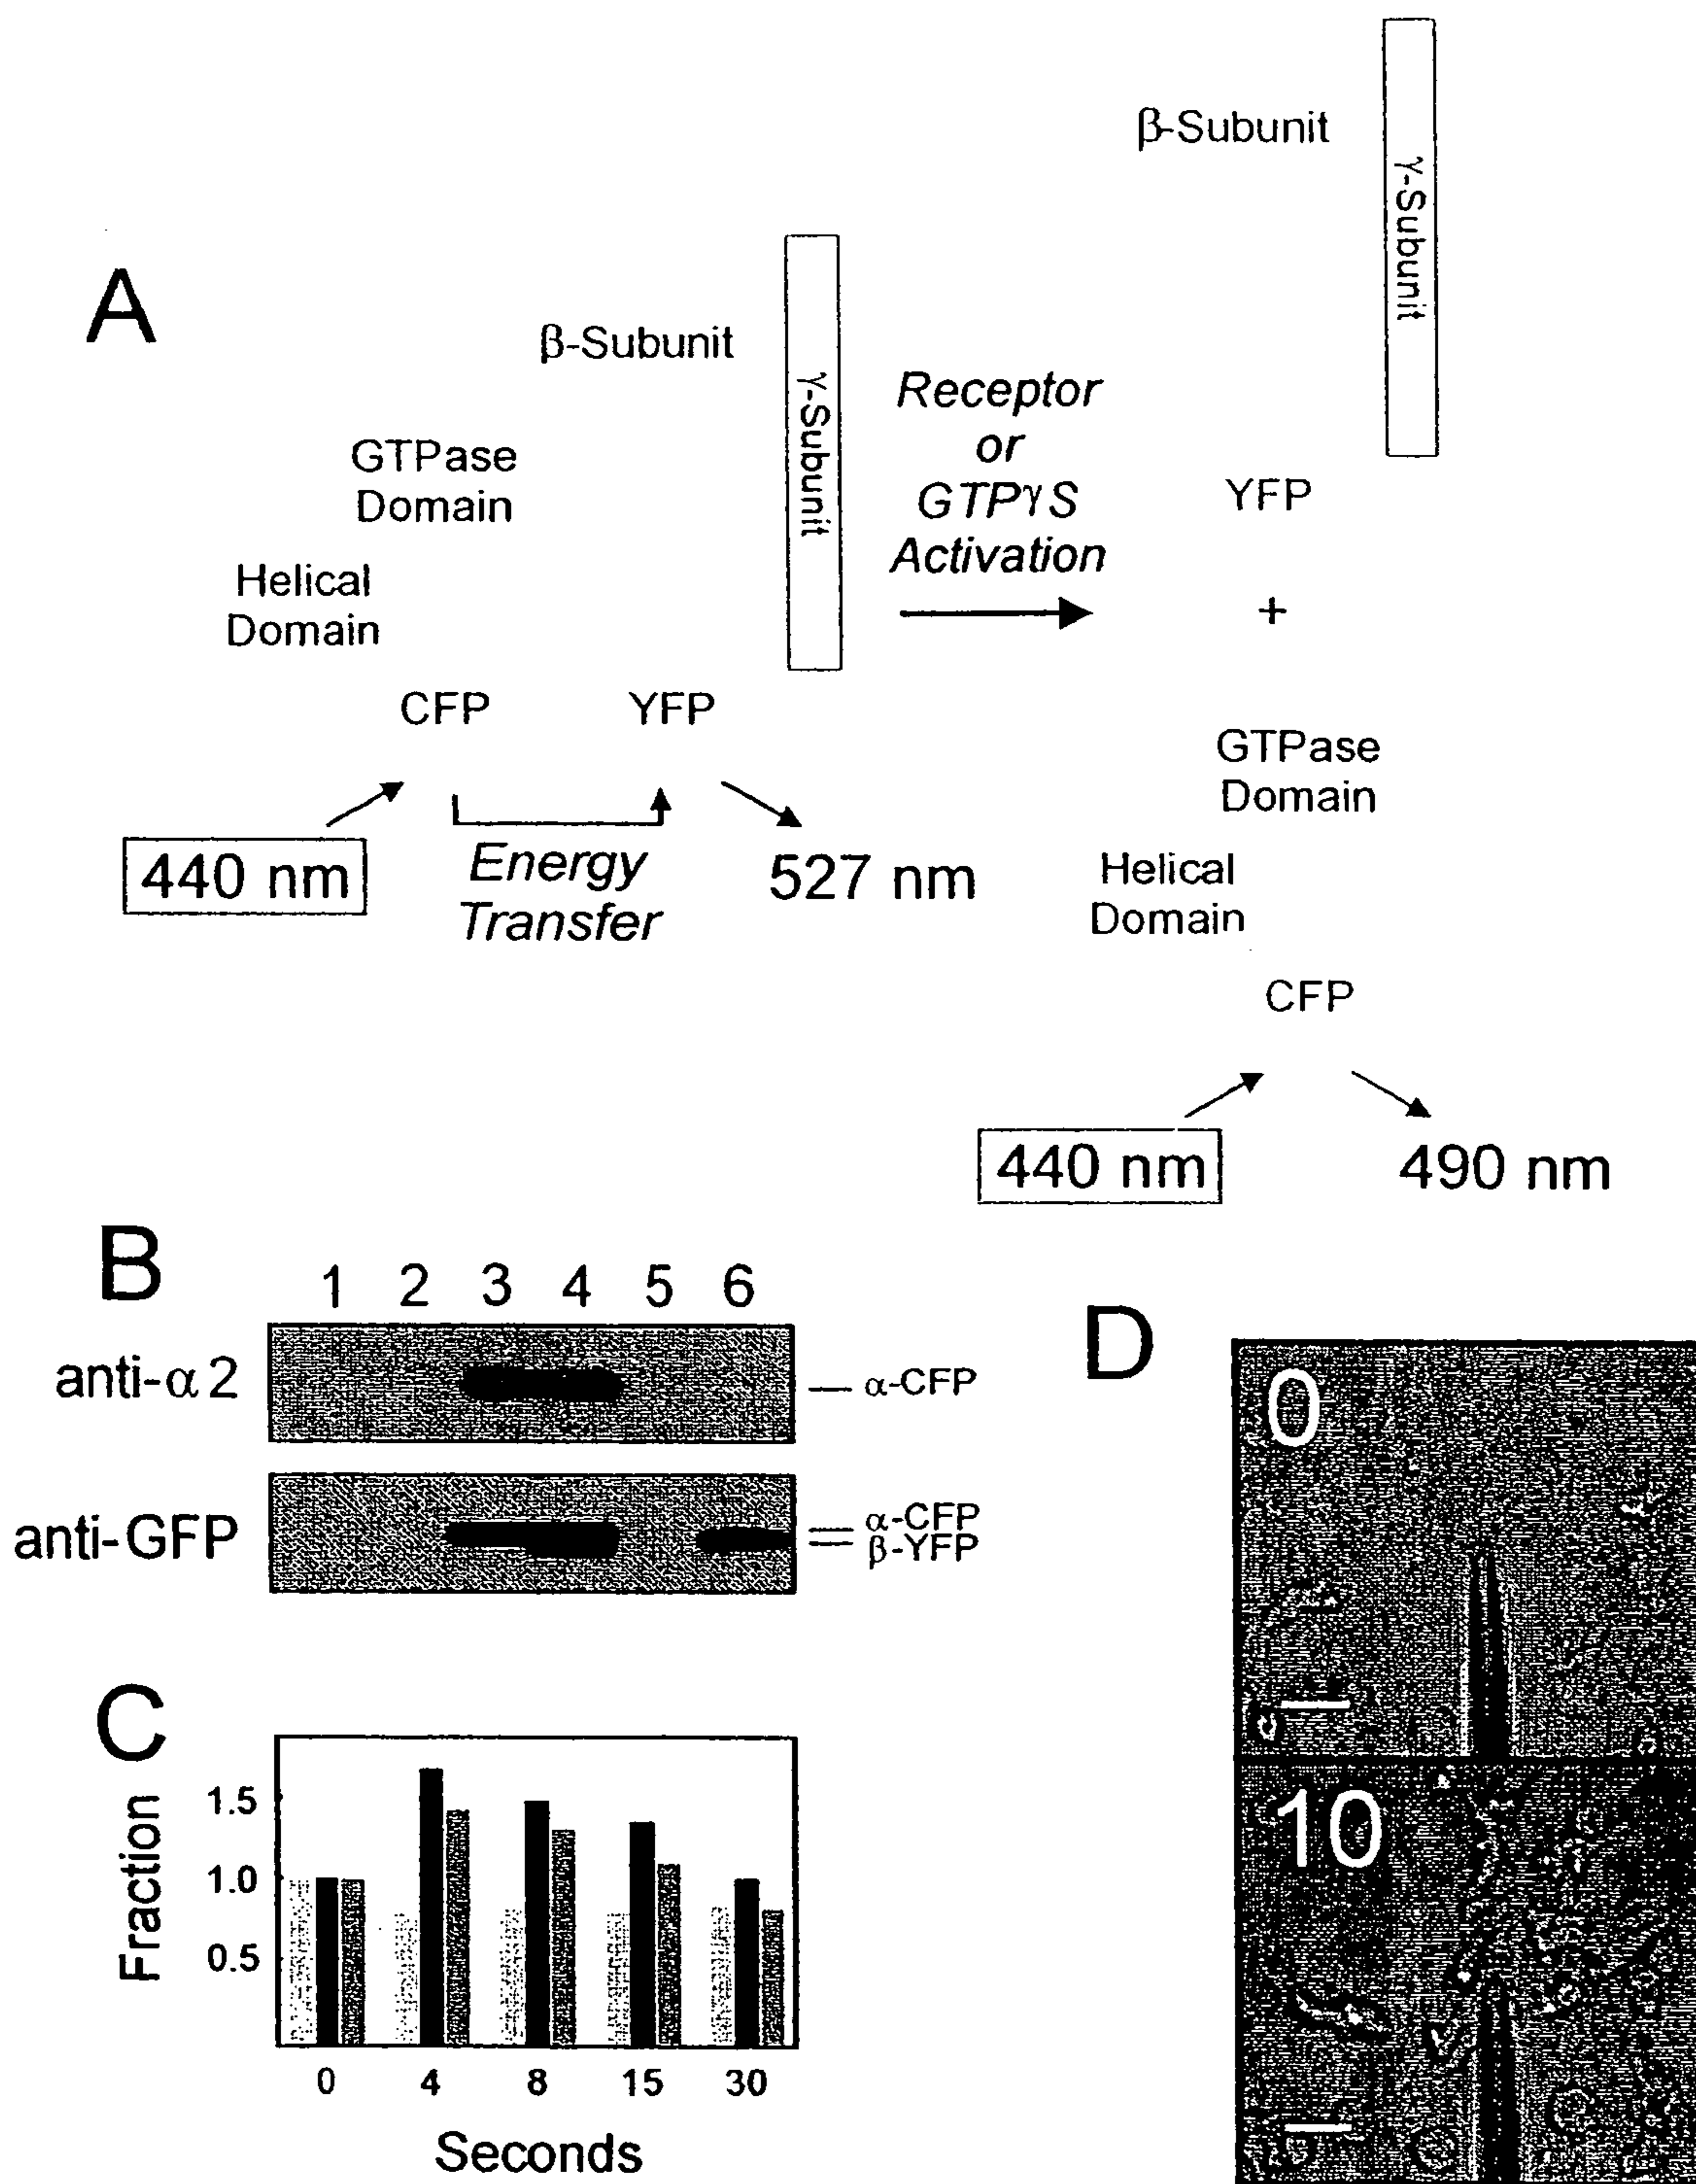 A
β-Subunit
γ-Subunit
GTPase
Domain
Helical
Domain
CFP
YFP
440 nm
Energy
Transfer
527 nm
Receptor
or
GTPγS
Activation
β-Subunit
γ-Subunit
YFP
+
GTPase
Domain
Helical
Domain
CFP
440 nm
490 nm
B
1 2 3 4 5 6
anti-α2
α-CFP
anti-GFP
α-CFP
β-YFP
C
Fraction
1.5
1.0
0.5
0 4 8 15 30
Seconds
D
0
10